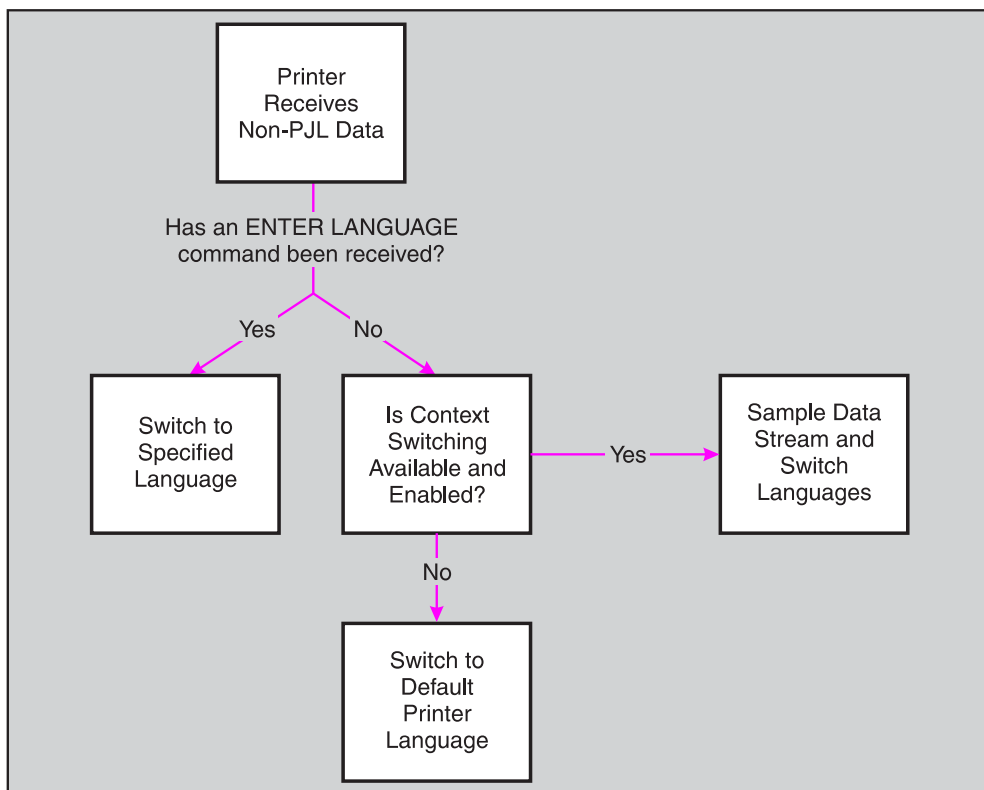 Printer
Receives
Non-PJL Data
Has an ENTER LANGUAGE
command been received?
Yes
No
Switch to
Specified
Language
Is Context
Switching
Available and
Enabled?
Yes
Sample Data
Stream and
Switch
Languages
No
Switch to
Default
Printer
Language